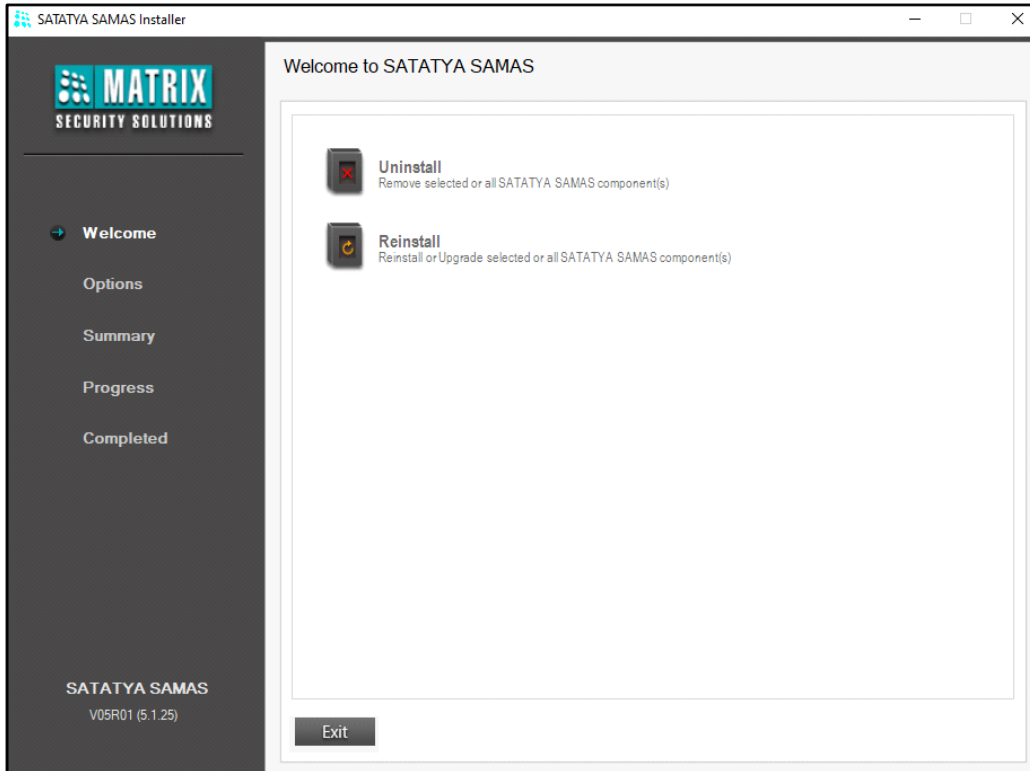 SATATYA SAMAS Installer
MATRIX
SECURITY SOLUTIONS
Welcome
Options
Summary
Progress
Completed
SATATYA SAMAS
V05R01 (5.1.25)
Welcome to SATATYA SAMAS
Uninstall
Remove selected or all SATATYA SAMAS component(s)
Reinstall
Reinstall or Upgrade selected or all SATATYA SAMAS component(s)
Exit